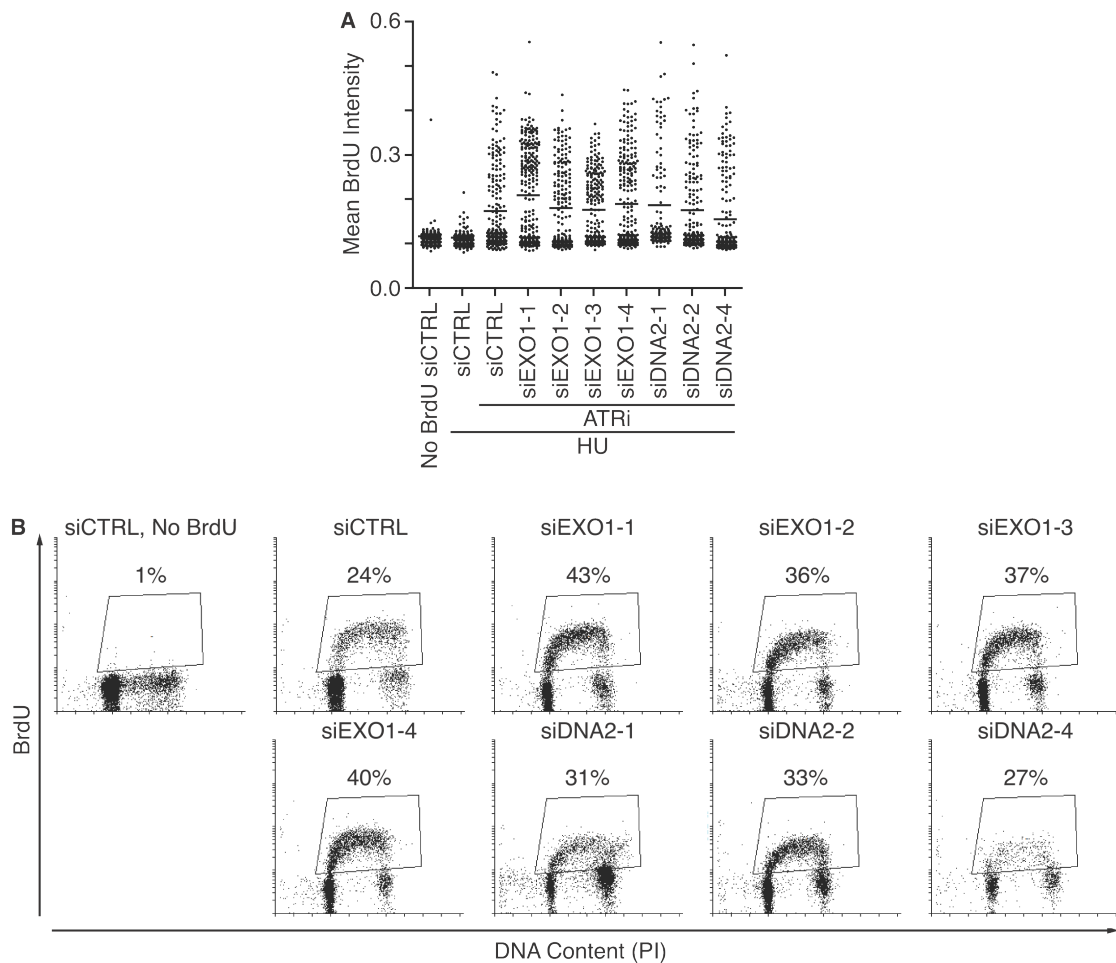 A
0.6
0.3
0.0
Mean BrdU Intensity
No BrdU siCTRL
siCTRL
siCTRL
siEXO1-1
siEXO1-2
siEXO1-3
siEXO1-4
siDNA2-1
siDNA2-2
siDNA2-4
ATRi
HU
B
siCTRL, No BrdU siCTRL siEXO1-1 siEXO1-2 siEXO1-3
1% 24% 43% 36% 37%
siEXO1-4 siDNA2-1 siDNA2-2 siDNA2-4
40% 31% 33% 27%
BrdU
DNA Content (PI)